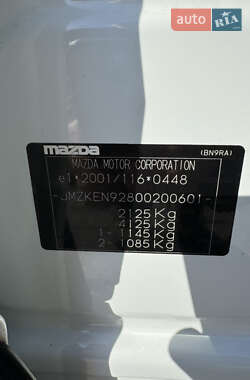 AUTO RIA
mazda (BN9RA)
MAZDA MOTOR CORPORATION
e1*2001/116*0448
-JMZKEN92800200601-
2125 Kg
4125 Kg
1- 1145 Kg
2- 1085 Kg